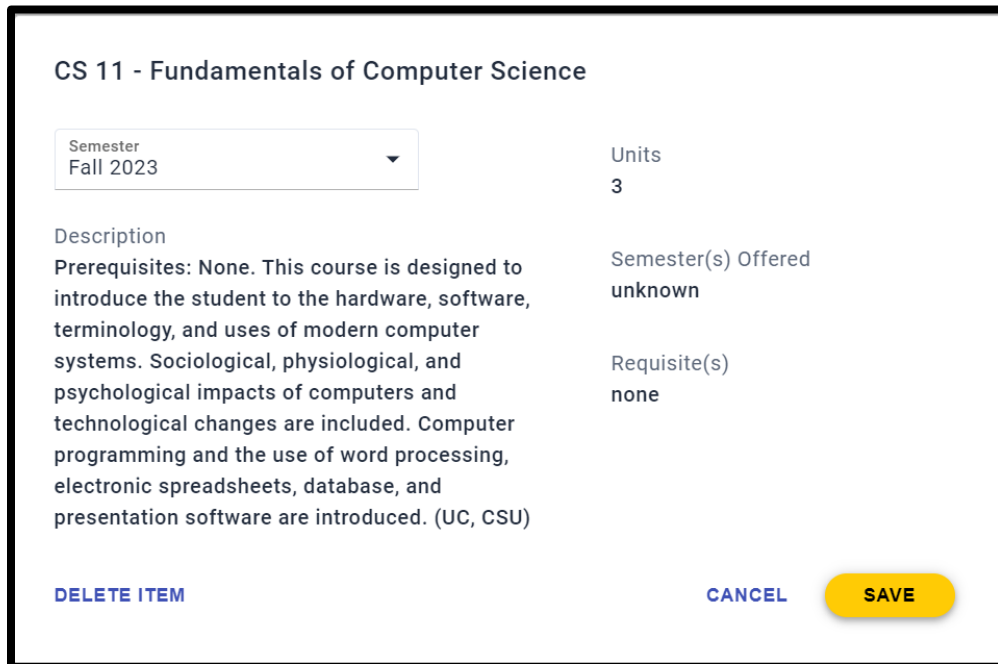 CS 11 - Fundamentals of Computer Science
Semester
Fall 2023
Units
3
Description
Prerequisites: None. This course is designed to
introduce the student to the hardware, software,
terminology, and uses of modern computer
systems. Sociological, physiological, and
psychological impacts of computers and
technological changes are included. Computer
programming and the use of word processing,
electronic spreadsheets, database, and
presentation software are introduced. (UC, CSU)
Semester(s) Offered
unknown
Requisite(s)
none
DELETE ITEM
CANCEL
SAVE